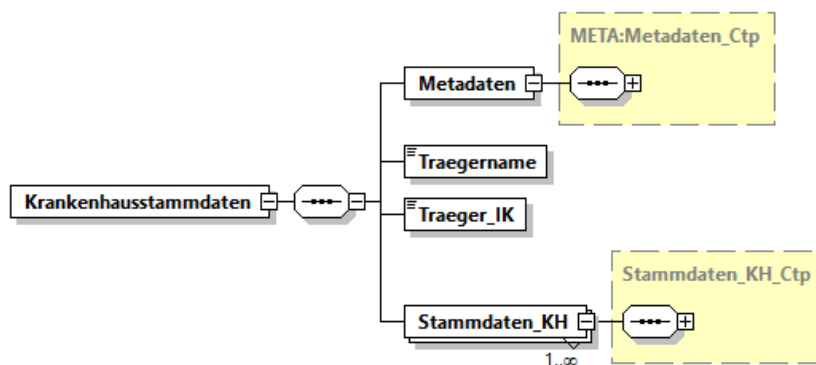 META:Metadaten_Ctp
Metadaten
Traegername
Krankenhausstammdaten
Traeger_IK
Stammdaten_KH_Ctp
Stammdaten_KH
1..∞